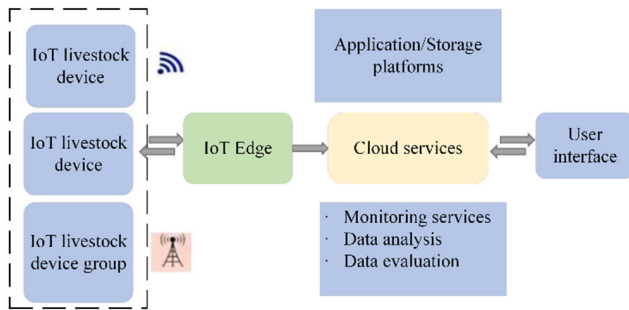 IoT livestock
device
IoT livestock
device
IoT livestock
device group
IoT Edge
Application/Storage
platforms
Cloud services
· Monitoring services
· Data analysis
· Data evaluation
User
interface